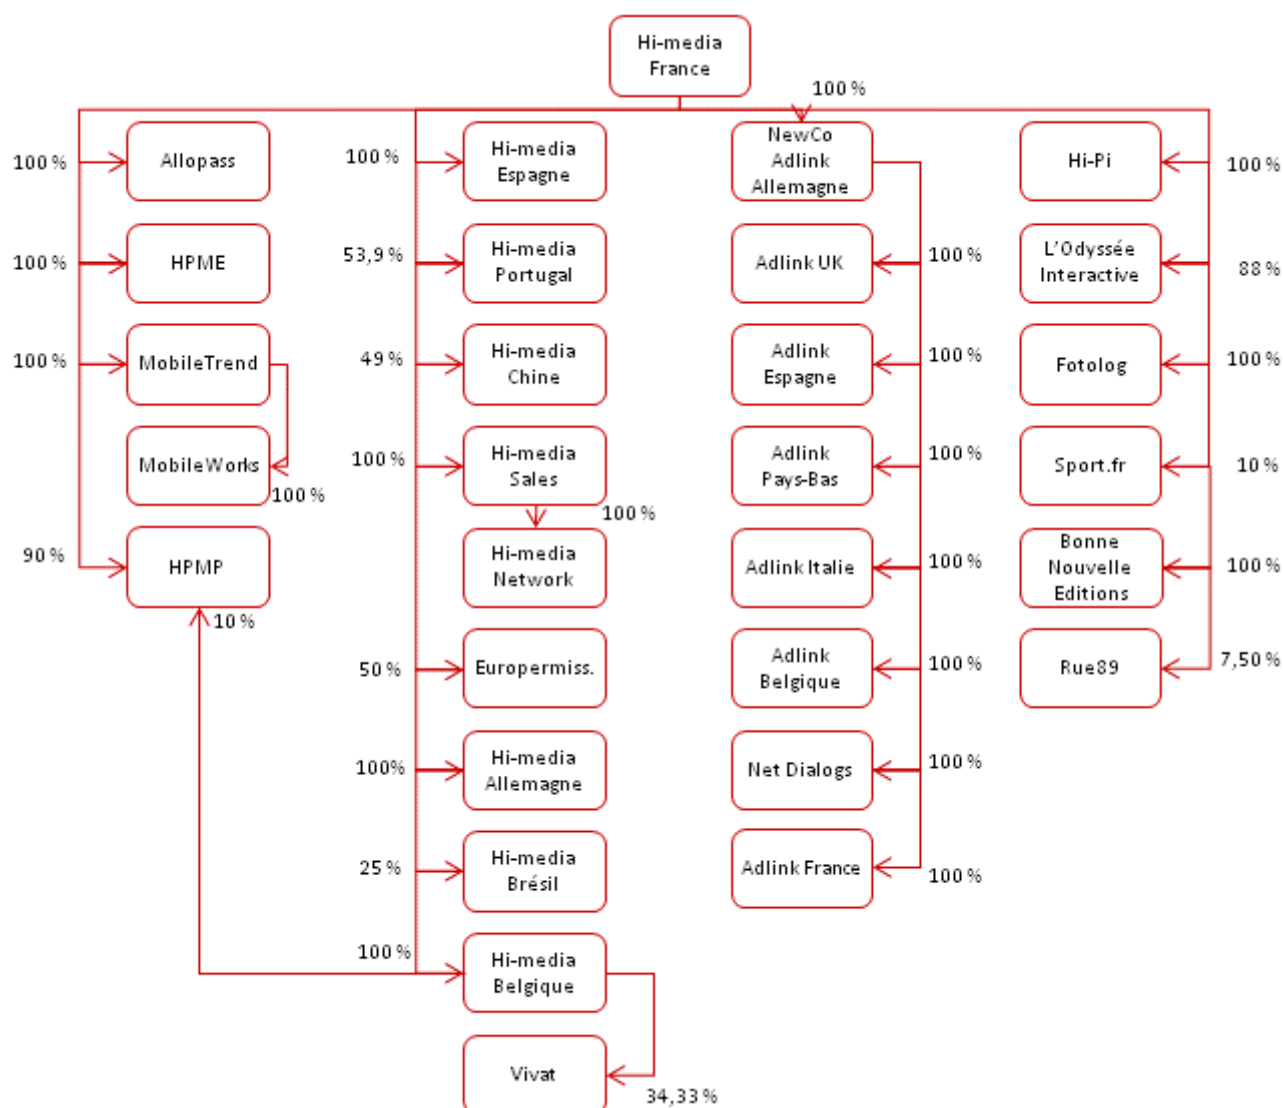 Hi-media
France
100 %
100 %
Allopass
100 %
HPME
100 %
MobileTrend
MobileWorks
100 %
90 %
HPMP
10 %
100 %
Hi-media
Espagne
53,9 %
Hi-media
Portugal
49 %
Hi-media
Chine
100 %
Hi-media
Sales
100 %
Hi-media
Network
50 %
Europermiss.
100%
Hi-media
Allemagne
25 %
Hi-media
Brésil
100 %
Hi-media
Belgique
Vivat
34,33 %
NewCo
Adlink
Allemagne
Adlink UK
100 %
Adlink
Espagne
100 %
Adlink
Pays-Bas
100 %
Adlink Italie
100 %
Adlink
Belgique
100 %
Net Dialogs
100 %
Adlink France
100 %
Hi-Pi
100 %
L’Odyssée
Interactive
88 %
Fotolog
100 %
Sport.fr
10 %
Bonne
Nouvelle
Editions
100 %
Rue89
7,50 %